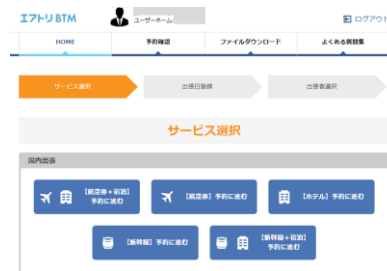 エアトリ BTM
ユーザーネーム
ログアウト
HOME
予約確認
ファイルダウンロード
よくある質問集
サービス選択
出張日登録
出張者選択
サービス選択
国内出張
【航空券+宿泊】
予約に進む
【航空券】予約に進む
【ホテル】予約に進む
【新幹線】予約に進む
【新幹線+宿泊】
予約に進む